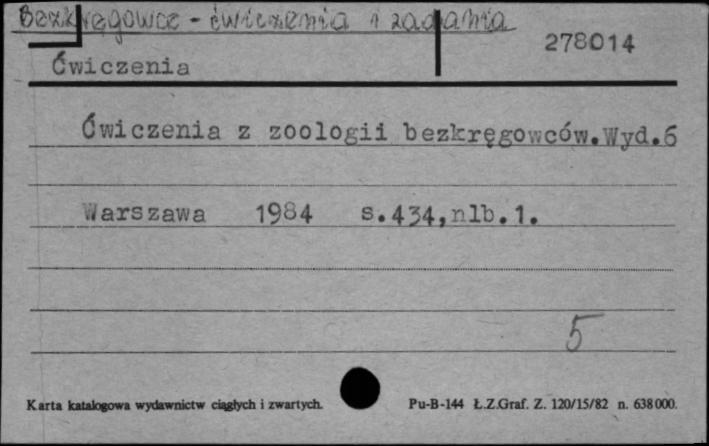 Bezkręgowce - ćwiczenia i zadania
278014
Ćwiczenia
Ćwiczenia z zoologii bezkręgowców.Wyd.6
Warszawa 1984 s.434,nlb.1.
5
Karta katalogowa wydawnictw ciągłych i zwartych. Pu-B-144 Ł.Z.Graf. Z. 120/15/82 n. 638000.